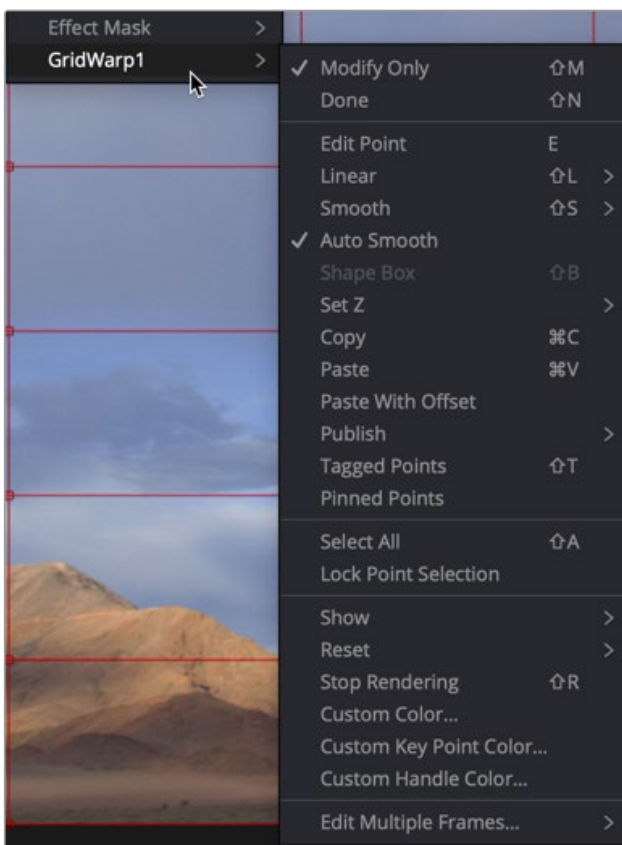 Effect Mask >
GridWarp1 >
✓ Modify Only ⇧M
Done ⇧N
Edit Point E
Linear ⇧L >
Smooth ⇧S >
✓ Auto Smooth
Shape Box ⇧B
Set Z >
Copy ⌘C
Paste ⌘V
Paste With Offset
Publish >
Tagged Points ⇧T
Pinned Points
Select All ⇧A
Lock Point Selection
Show >
Reset >
Stop Rendering ⇧R
Custom Color...
Custom Key Point Color...
Custom Handle Color...
Edit Multiple Frames... >